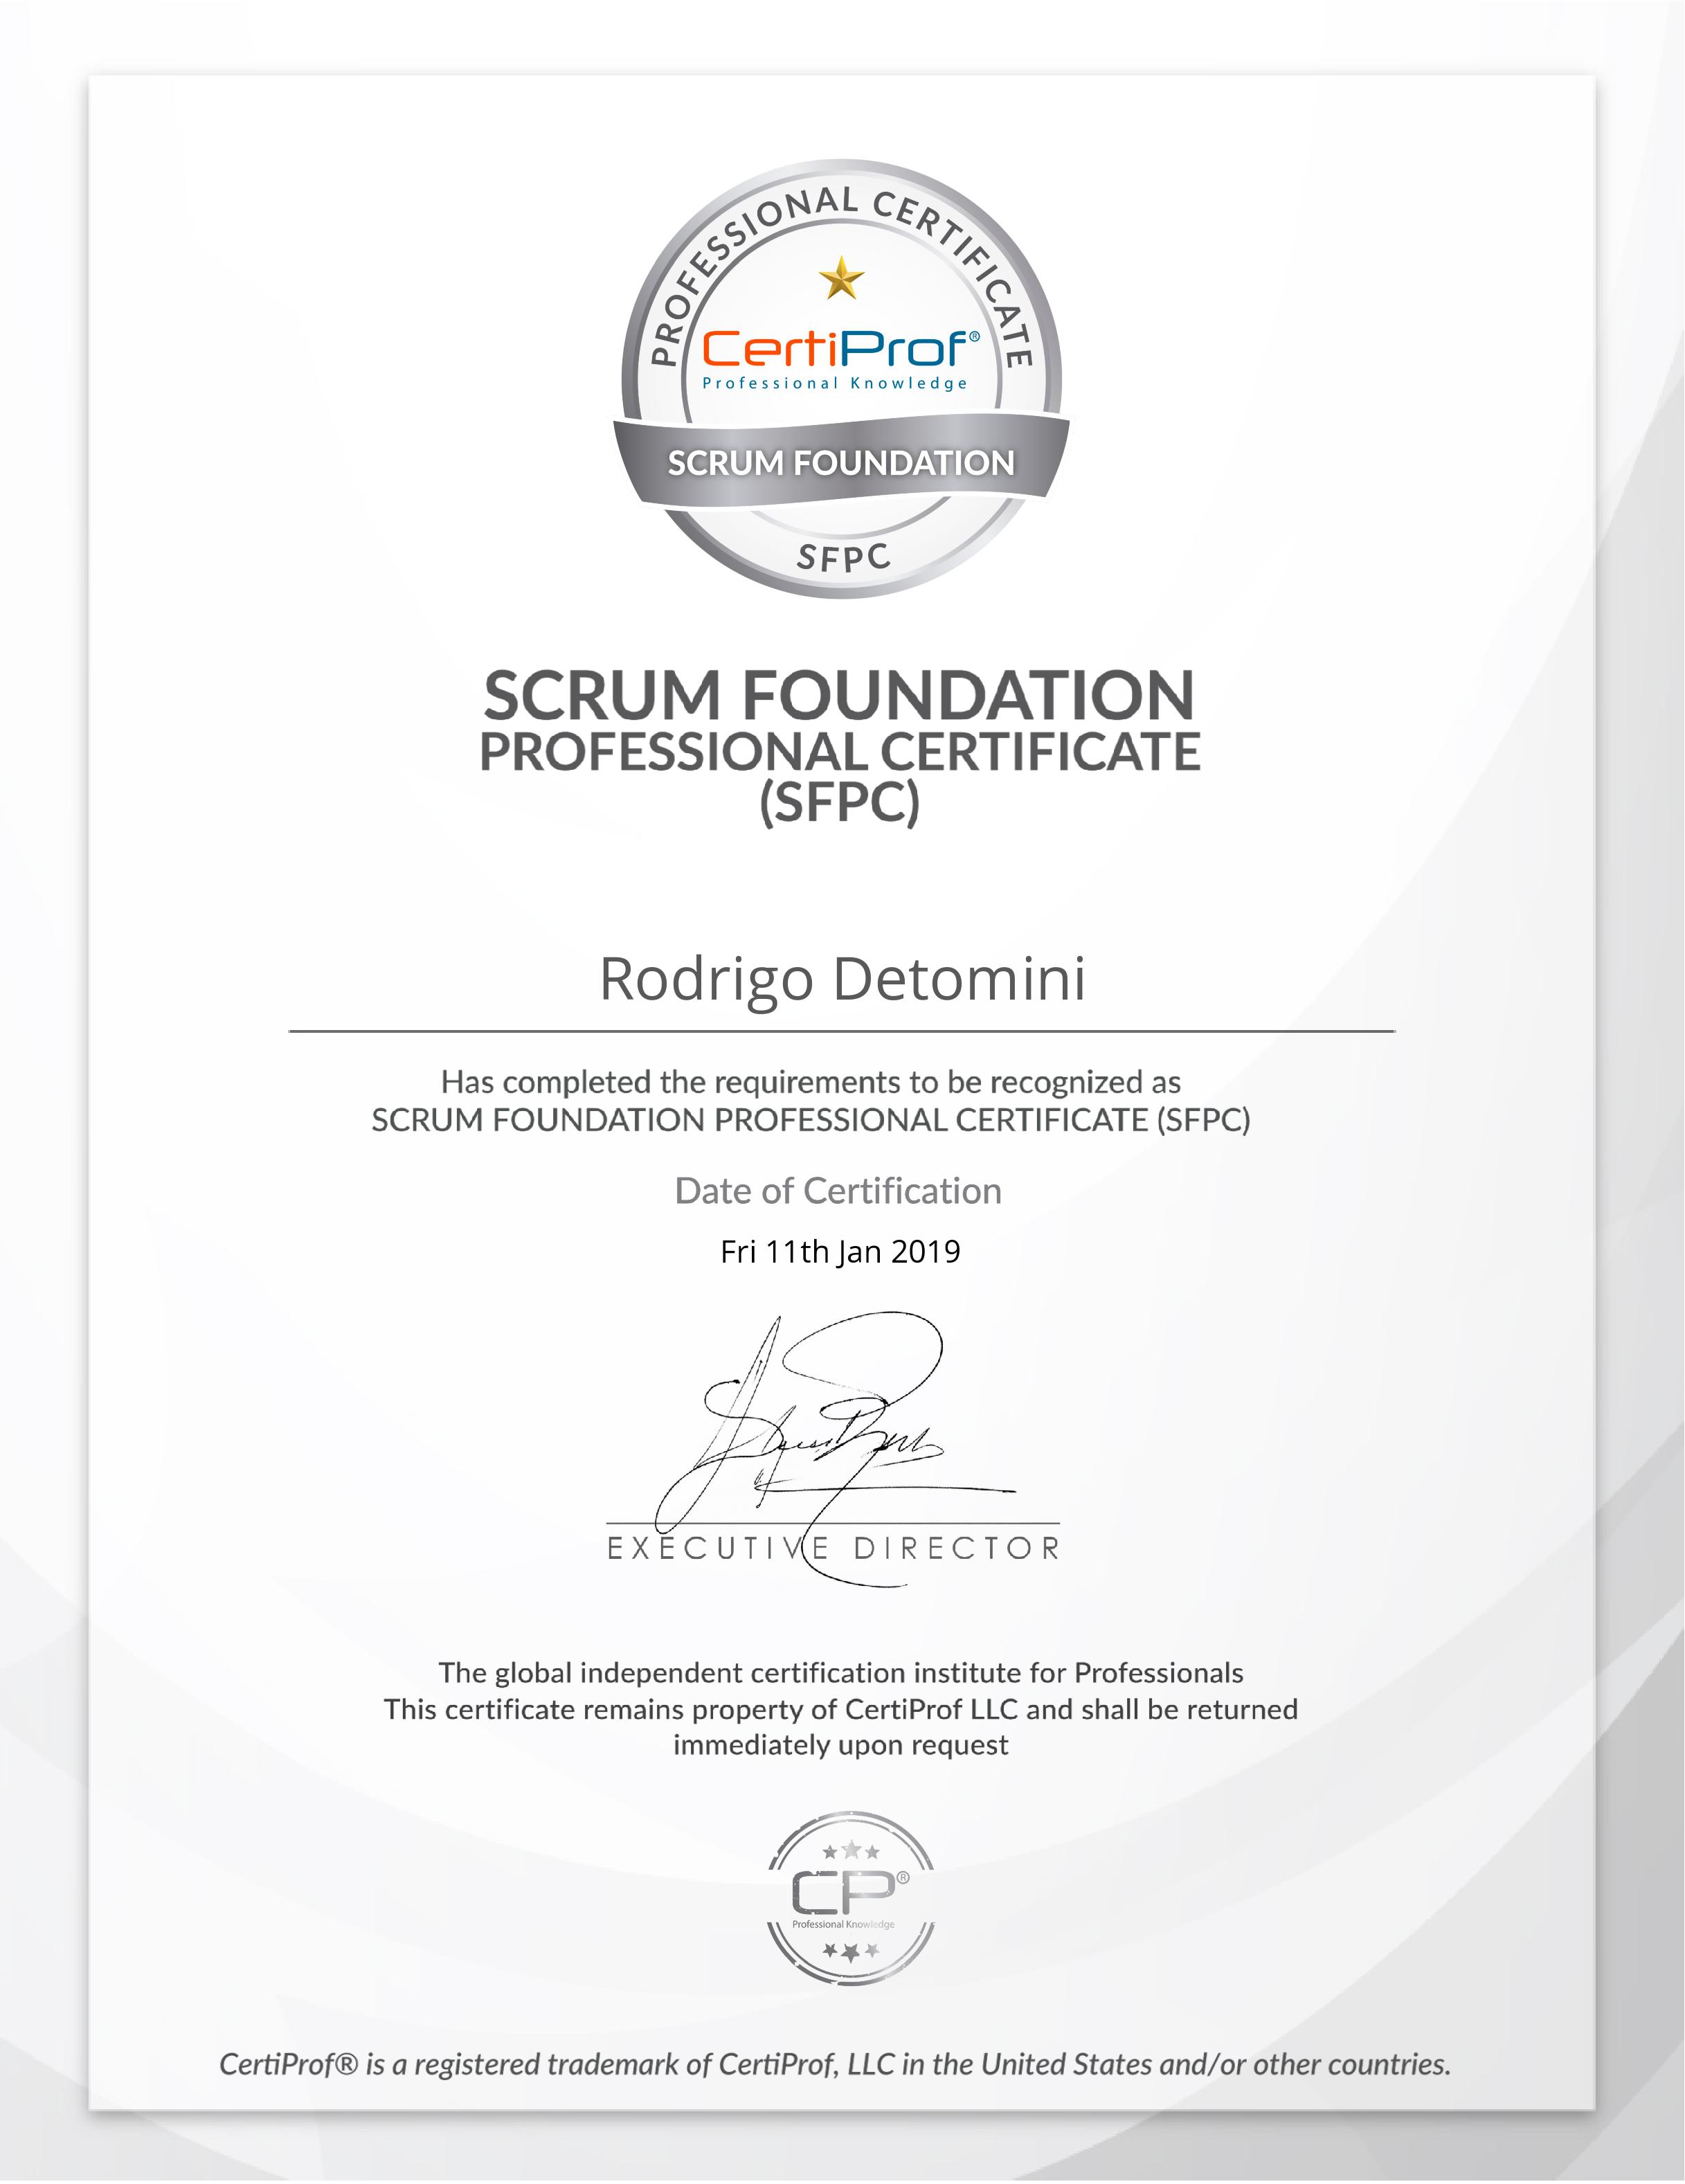 PROFESSIONAL CERTIFICATE
CertiProf®
Professional Knowledge
SCRUM FOUNDATION
SFPC
SCRUM FOUNDATION
PROFESSIONAL CERTIFICATE
(SFPC)
Rodrigo Detomini
Has completed the requirements to be recognized as
SCRUM FOUNDATION PROFESSIONAL CERTIFICATE (SFPC)
Date of Certification
Fri 11th Jan 2019
EXECUTIVE DIRECTOR
The global independent certification institute for Professionals
This certificate remains property of CertiProf LLC and shall be returned
immediately upon request
CP®
Professional Knowledge
CertiProf® is a registered trademark of CertiProf, LLC in the United States and/or other countries.